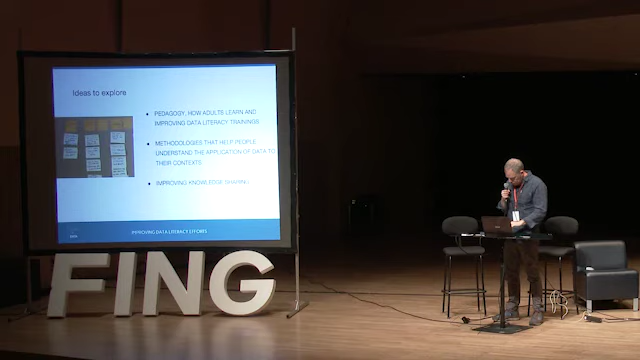 Ideas to explore
• PEDAGOGY, HOW ADULTS LEARN AND
IMPROVING DATA LITERACY TRAININGS
• METHODOLOGIES THAT HELP PEOPLE
UNDERSTAND THE APPLICATION OF DATA TO
THEIR CONTEXTS
• IMPROVING KNOWLEDGE SHARING
IMPROVING DATA LITERACY EFFORTS
FING